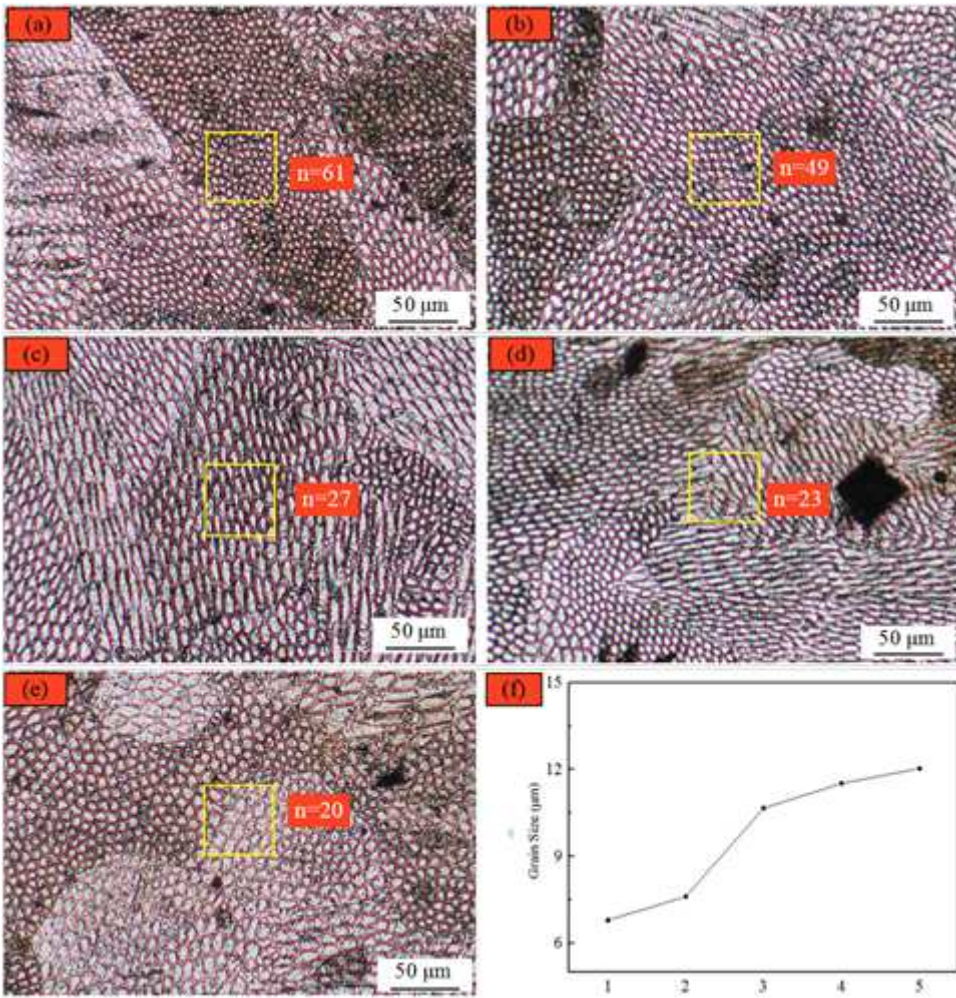 (a)
n=61
50 μm
(b)
n=49
50 μm
(c)
n=27
50 μm
(d)
n=23
50 μm
(e)
n=20
50 μm
(f)
15
12
9
6
Grain Size (μm)
1 2 3 4 5